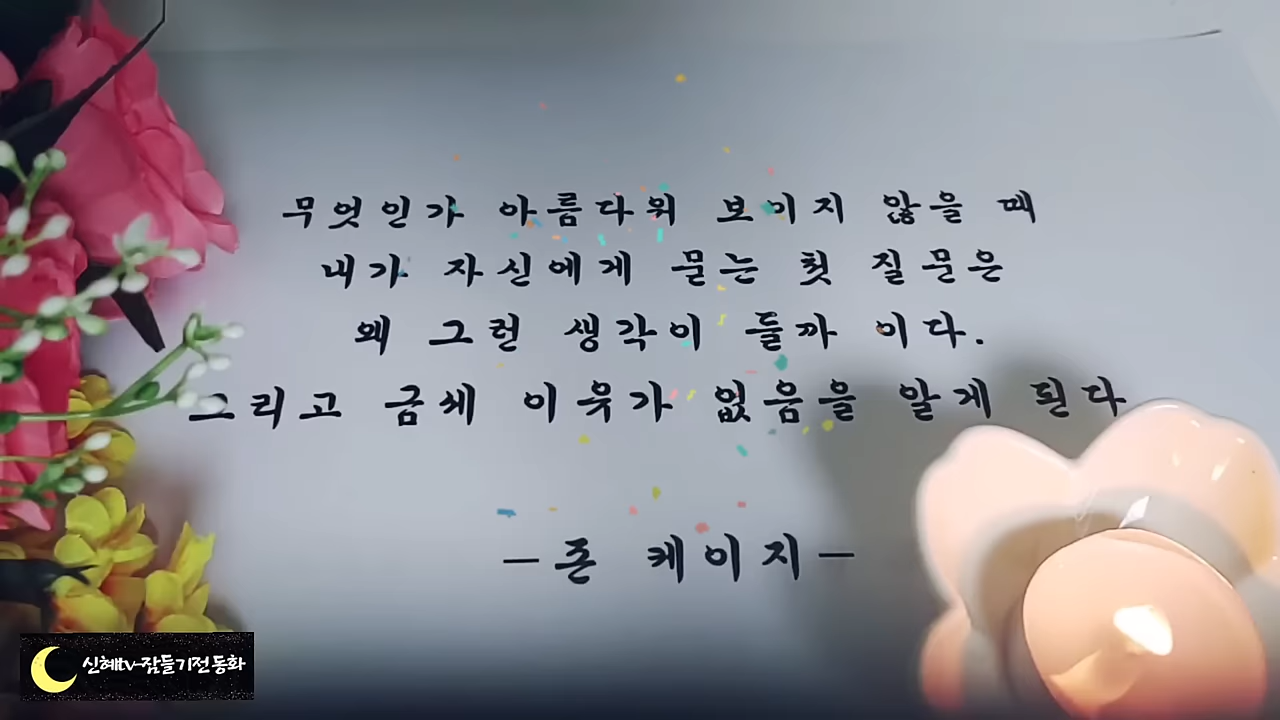 무엇인가 아름다워 보이지 않을 때
내가 자신에게 묻는 첫 질문은
왜 그런 생각이 들까 이다.
그리고 금세 이유가 없음을 알게 된다
-존 케이지-
신혜tv-잠들기전 동화